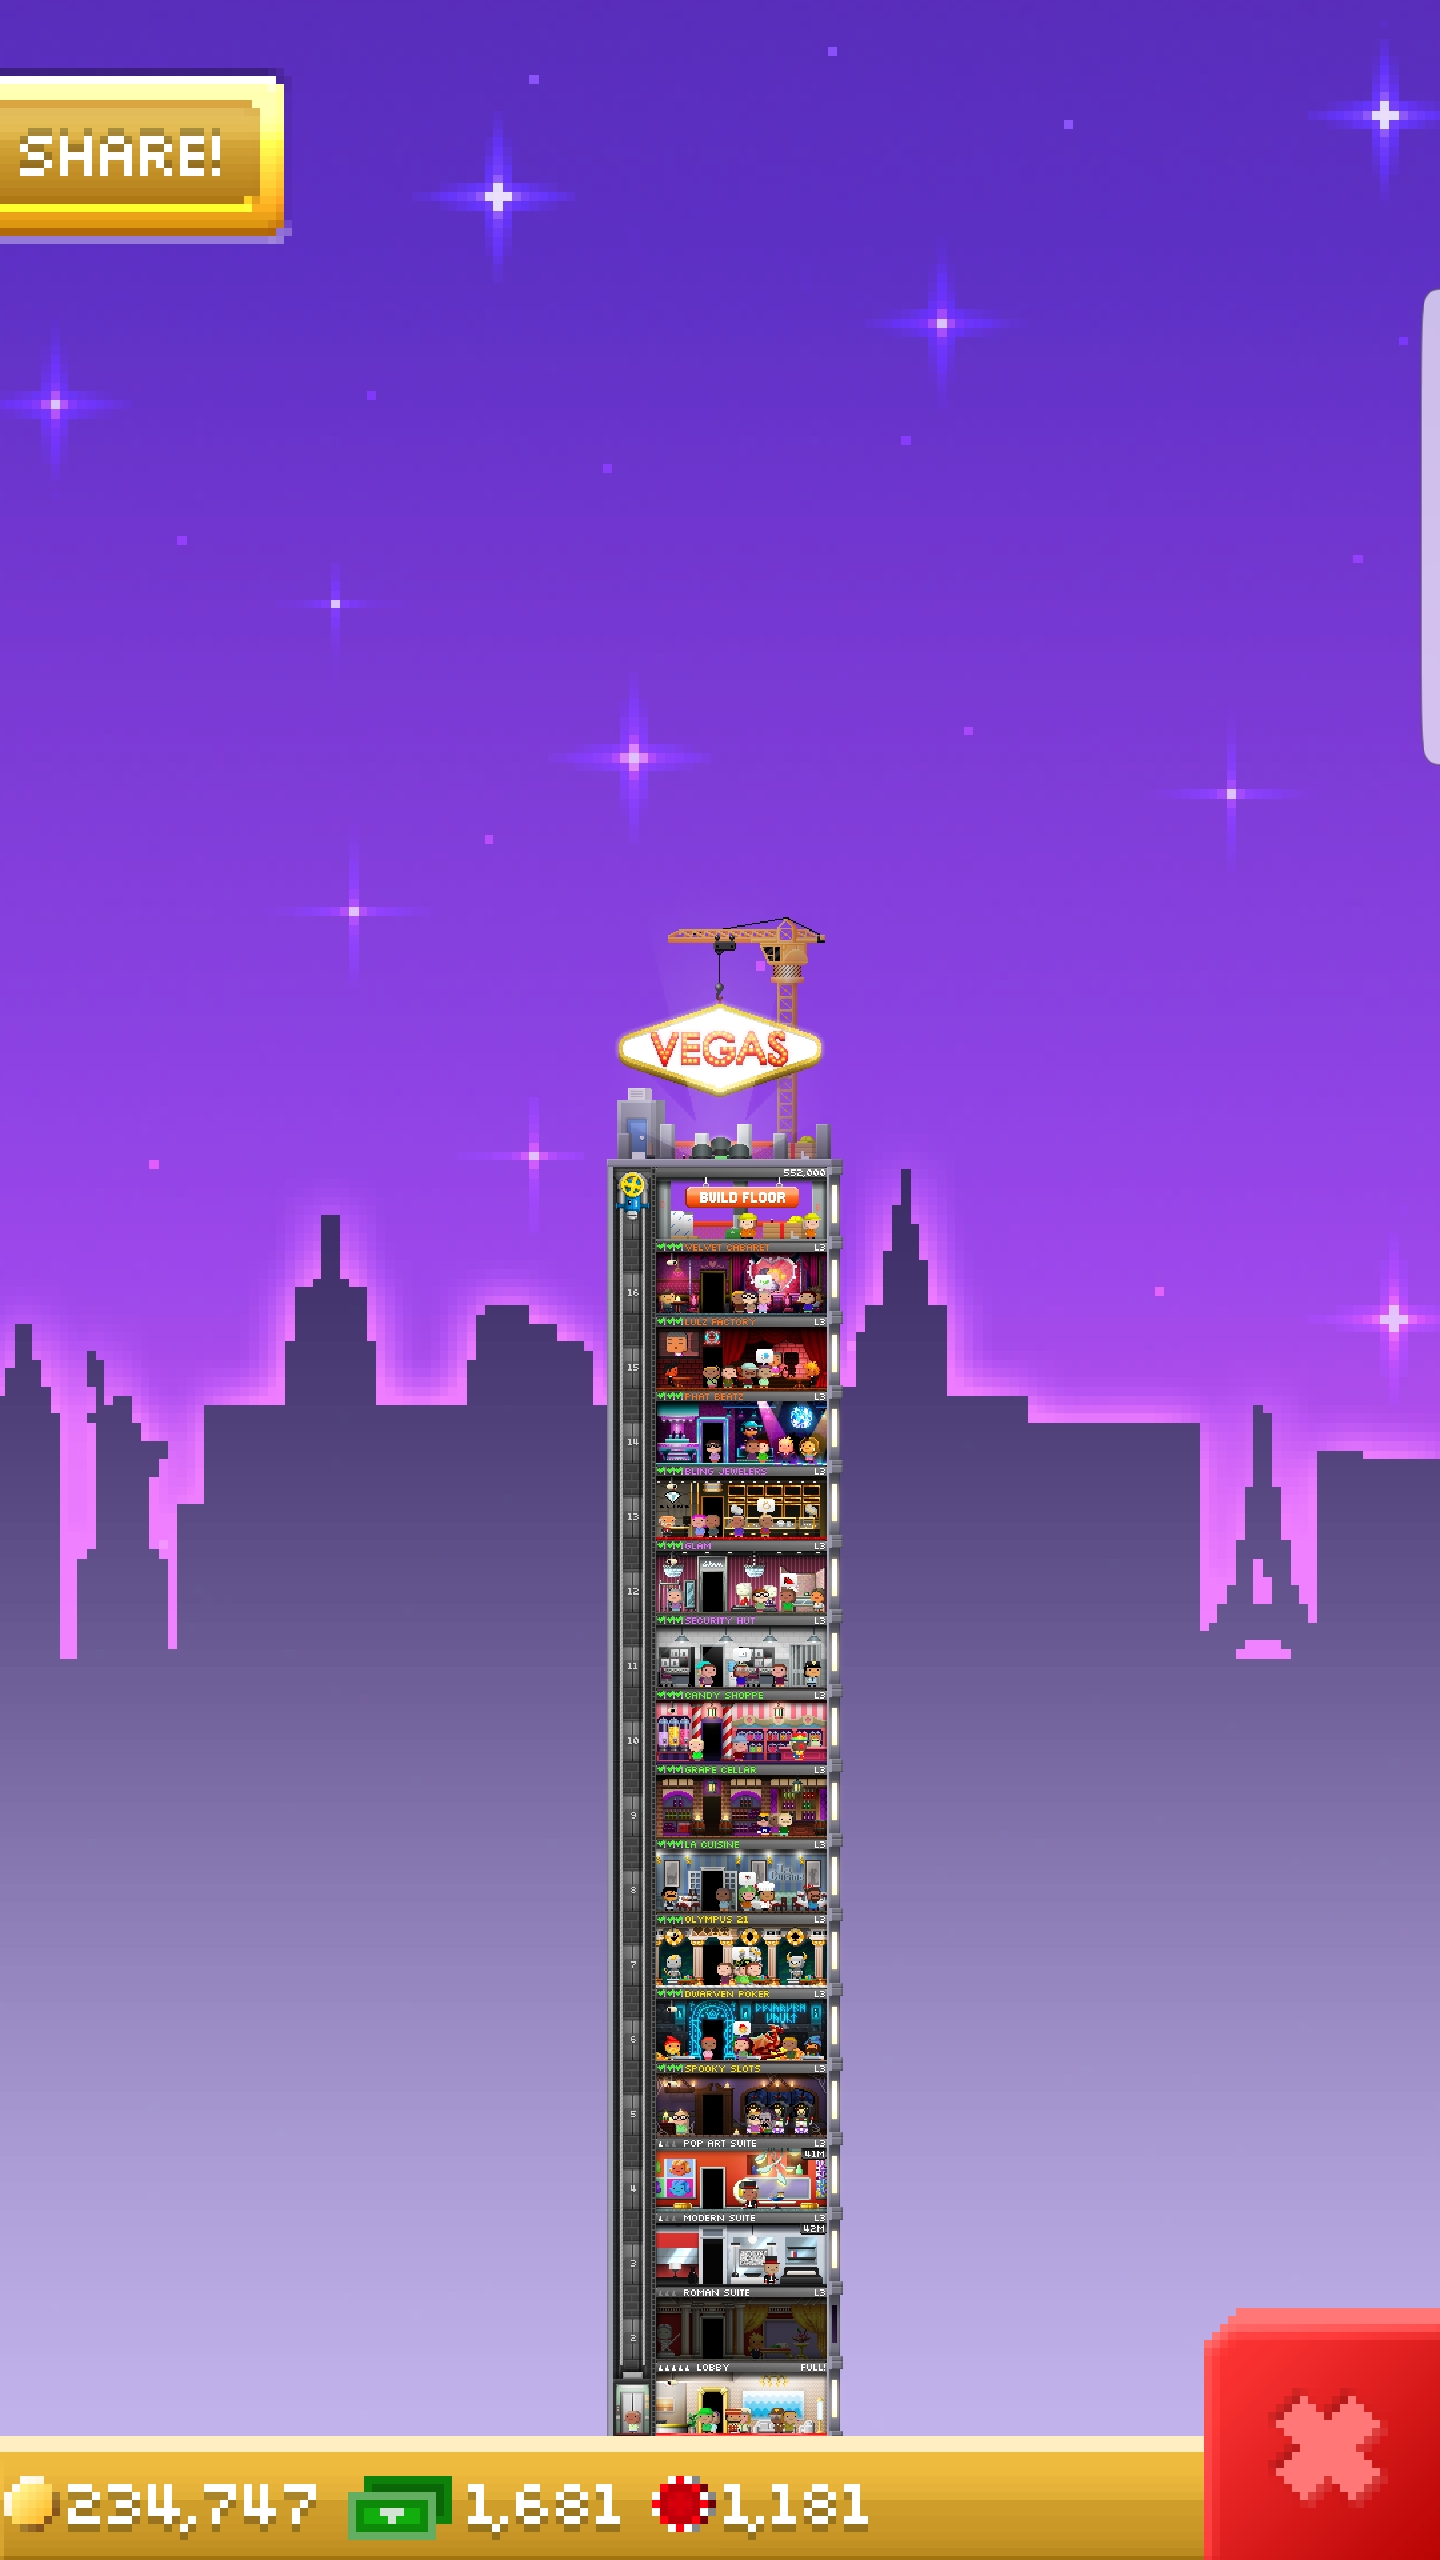 SHARE!
VEGAS
552,000
BUILD FLOOR
VELVET CABARET L3
16
LOLZ FACTORY L3
15
PHAT BEATZ L3
14
BLING JEWELERS L3
13
GLAM L3
12
SECURITY HUT L3
11
CANDY SHOPPE L3
10
GRAPE CELLAR L3
9
LA CUISINE L3
8
OLYMPUS 21 L3
7
DWARVEN POKER L3
DWARVEN
VAULT
6
SPOOKY SLOTS L3
5
POP ART SUITE L3
41M
4
MODERN SUITE L3
42M
3
ROMAN SUITE L3
2
LOBBY FULL!
234,747 1,681 1,181